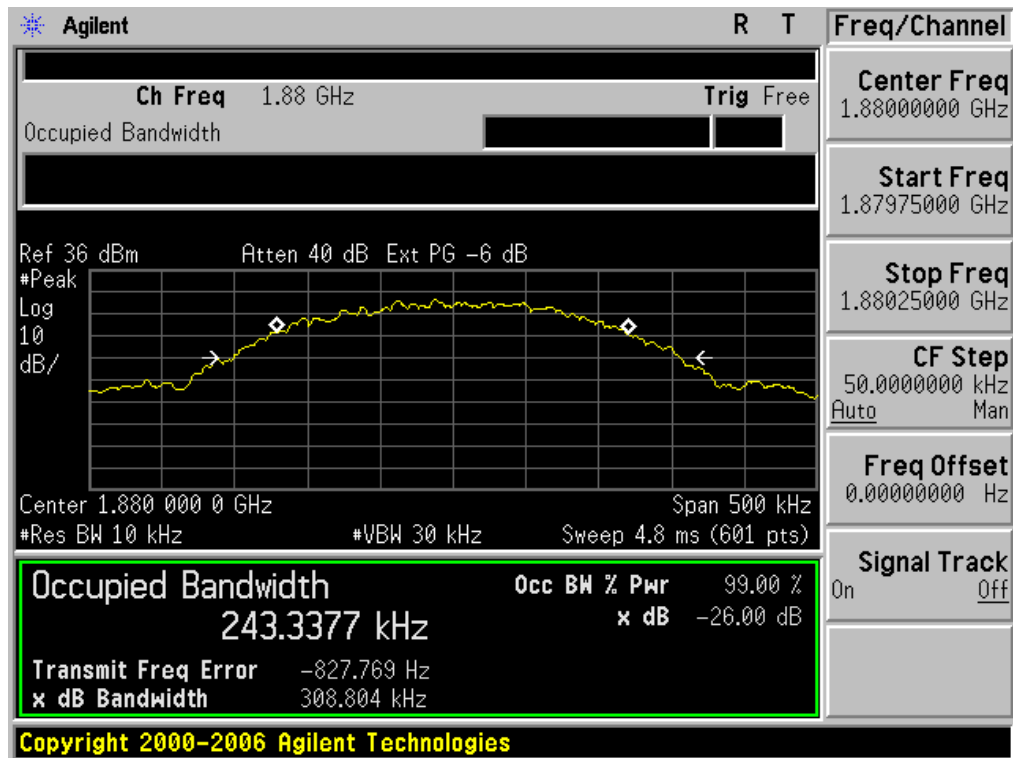 Agilent R T
Ch Freq 1.88 GHz Trig Free
Occupied Bandwidth
Ref 36 dBm Atten 40 dB Ext PG -6 dB
#Peak
Log
10
dB/
Center 1.880 000 0 GHz Span 500 kHz
#Res BW 10 kHz #VBW 30 kHz Sweep 4.8 ms (601 pts)
Occupied Bandwidth
243.3377 kHz
Occ BW % Pwr 99.00 %
x dB -26.00 dB
Transmit Freq Error -827.769 Hz
x dB Bandwidth 308.804 kHz
Copyright 2000-2006 Agilent Technologies
Freq/Channel
Center Freq
1.88000000 GHz
Start Freq
1.87975000 GHz
Stop Freq
1.88025000 GHz
CF Step
50.0000000 kHz
Auto Man
Freq Offset
0.00000000 Hz
Signal Track
On Off